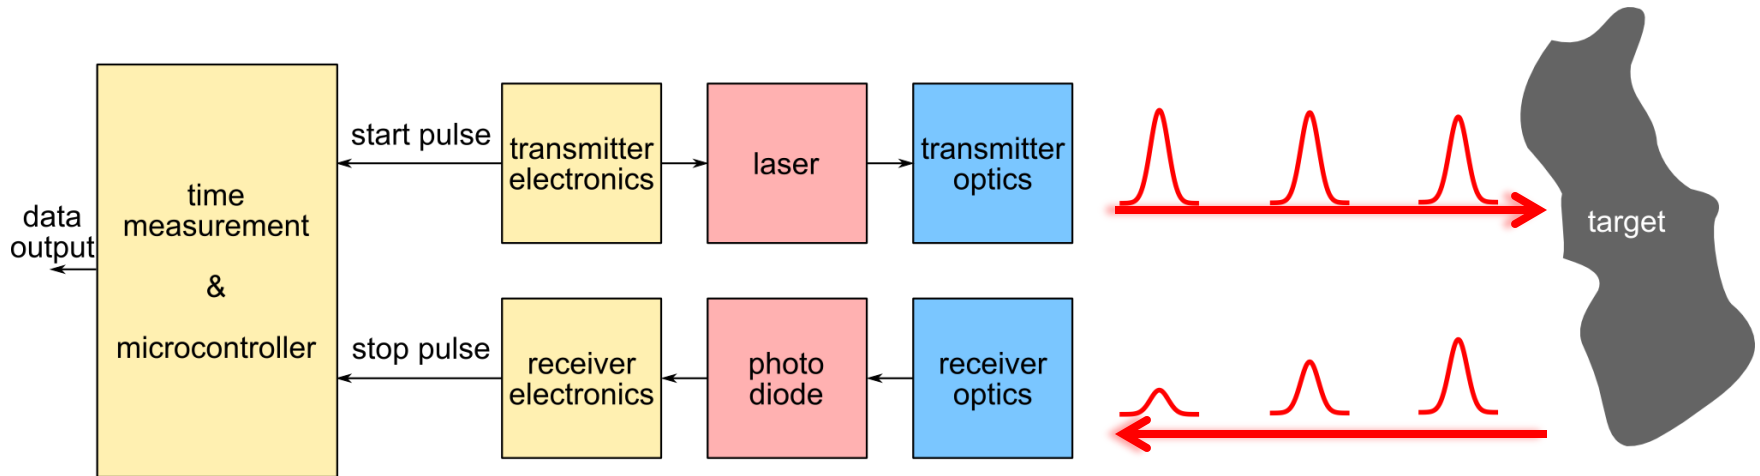 data
output
time
measurement
&
microcontroller
start pulse
transmitter
electronics
laser
transmitter
optics
target
stop pulse
receiver
electronics
photo
diode
receiver
optics